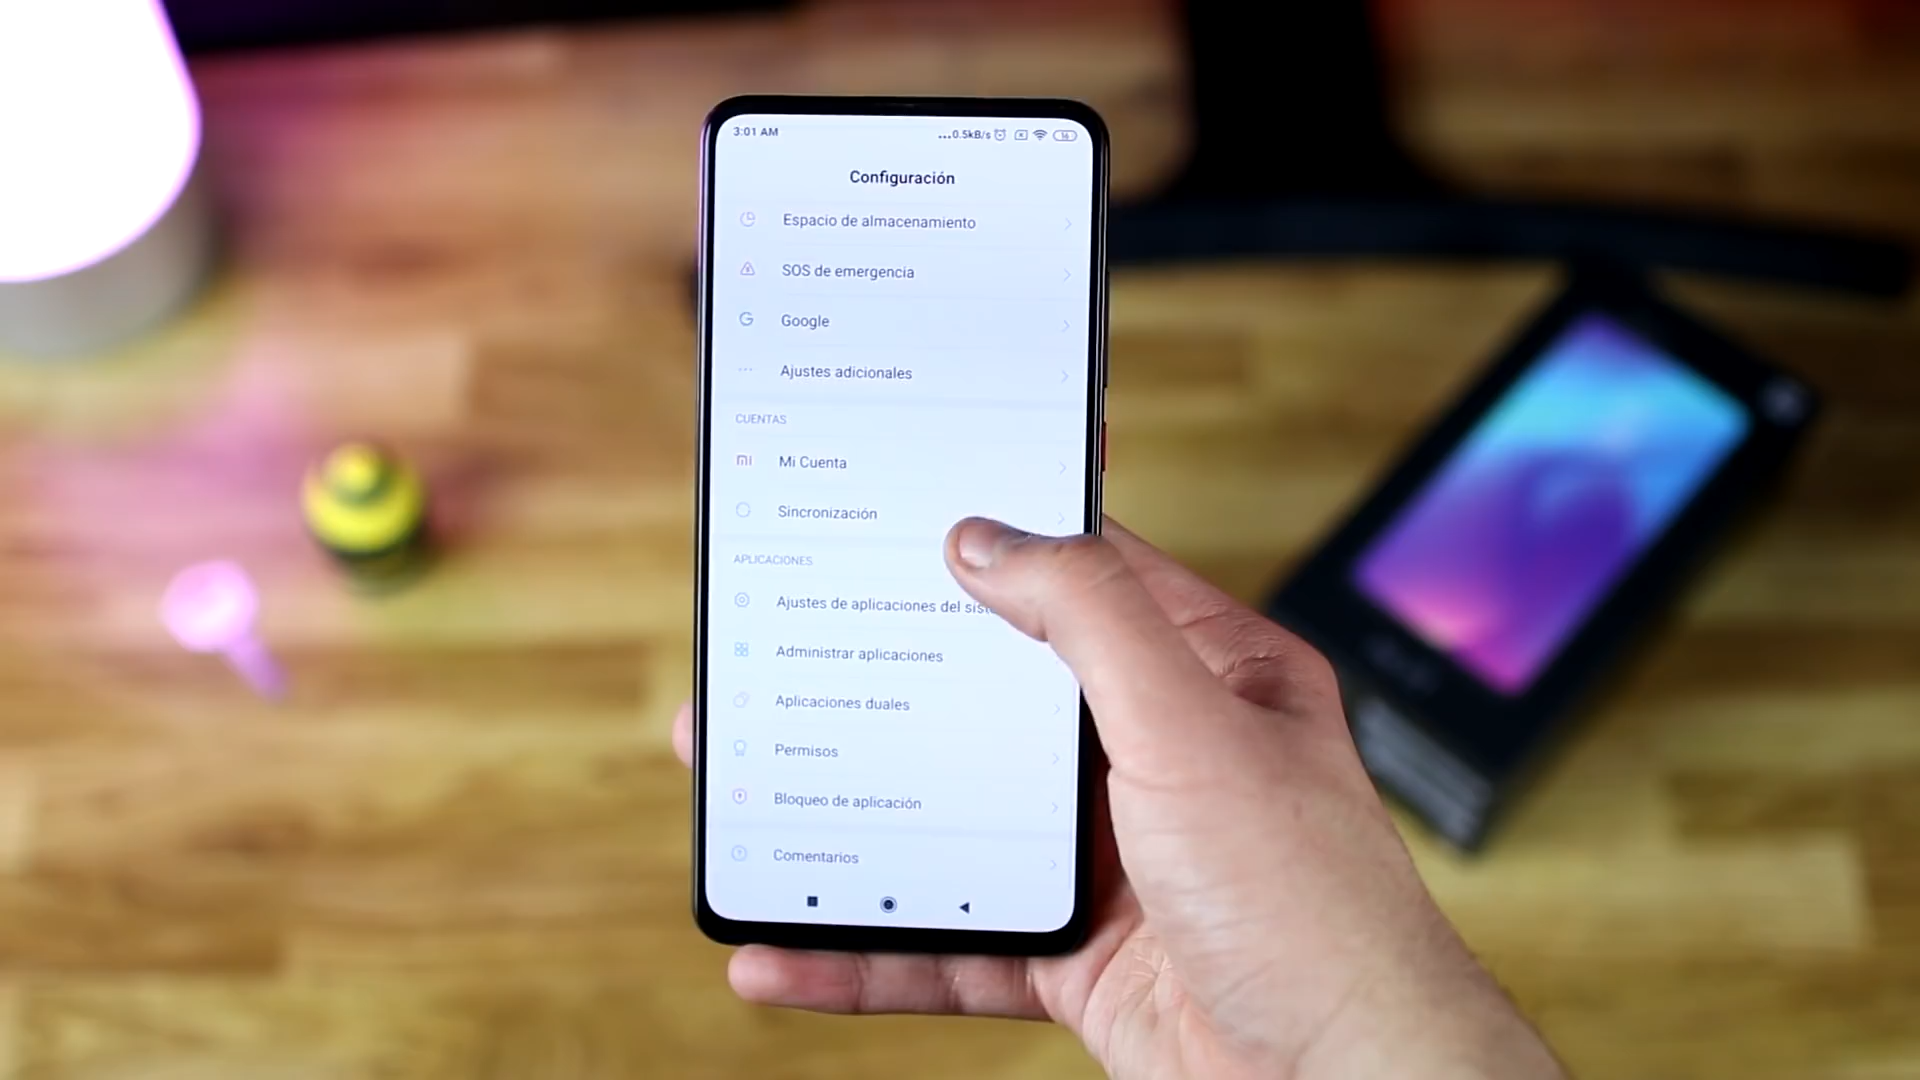 3:01 AM
...0.5kB/s
16
Configuración
Espacio de almacenamiento
SOS de emergencia
Google
Ajustes adicionales
CUENTAS
Mi Cuenta
Sincronización
APLICACIONES
Ajustes de aplicaciones del
Administrar aplicaciones
Aplicaciones duales
Permisos
Bloqueo de aplicación
Comentarios